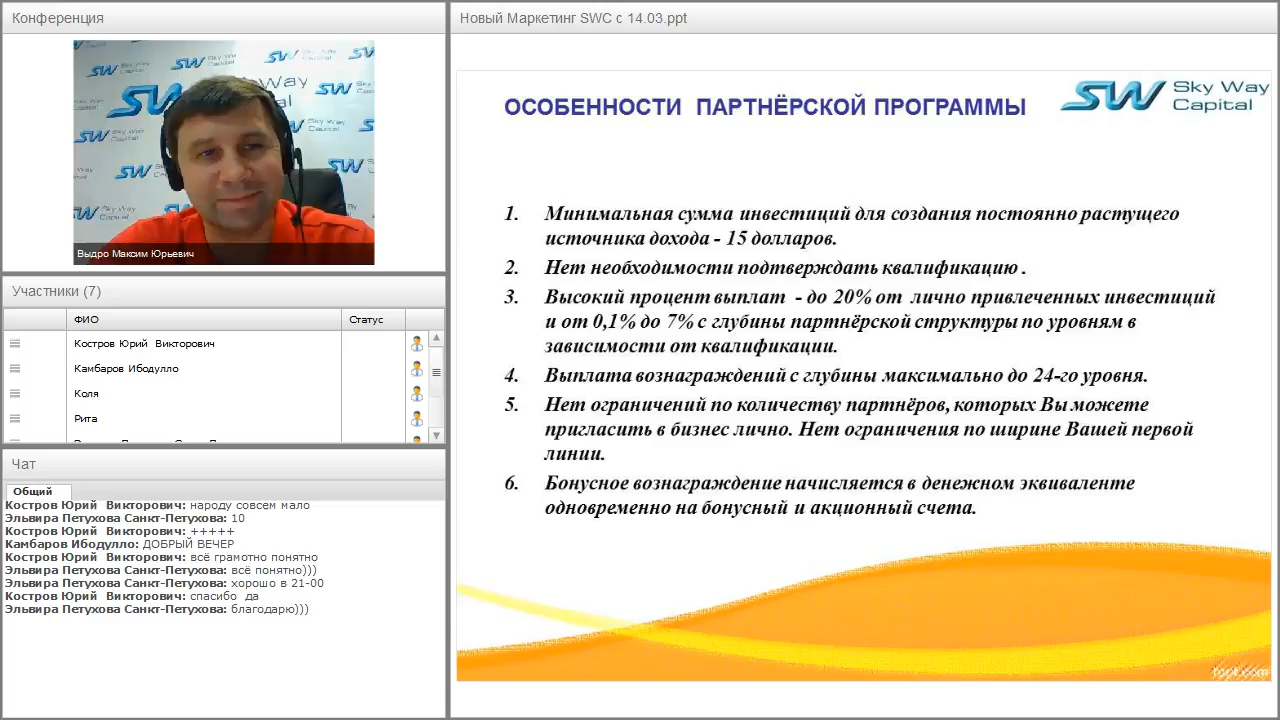 Конференция
Sky Way
Capital
Выдро Максим Юрьевич
Участники (7)
ФИО
Статус
Костров Юрий Викторович
Камбаров Ибодулло
Коля
Рита
Чат
Общий
Костров Юрий Викторович: народу совсем мало
Эльвира Петухова Санкт-Петухова: 10
Костров Юрий Викторович: +++++
Камбаров Ибодулло: ДОБРЫЙ ВЕЧЕР
Костров Юрий Викторович: всё грамотно понятно
Эльвира Петухова Санкт-Петухова: всё понятно)))
Эльвира Петухова Санкт-Петухова: хорошо в 21-00
Костров Юрий Викторович: спасибо да
Эльвира Петухова Санкт-Петухова: благодарю)))
Новый Маркетинг SWC с 14.03.ppt
ОСОБЕННОСТИ ПАРТНЁРСКОЙ ПРОГРАММЫ
SW Sky Way
Capital
1. Минимальная сумма инвестиций для создания постоянно растущего
источника дохода - 15 долларов.
2. Нет необходимости подтверждать квалификацию .
3. Высокий процент выплат - до 20% от лично привлеченных инвестиций
и от 0,1% до 7% с глубины партнёрской структуры по уровням в
зависимости от квалификации.
4. Выплата вознаграждений с глубины максимально до 24-го уровня.
5. Нет ограничений по количеству партнёров, которых Вы можете
пригласить в бизнес лично. Нет ограничения по ширине Вашей первой
линии.
6. Бонусное вознаграждение начисляется в денежном эквиваленте
одновременно на бонусный и акционный счета.
fppt.com